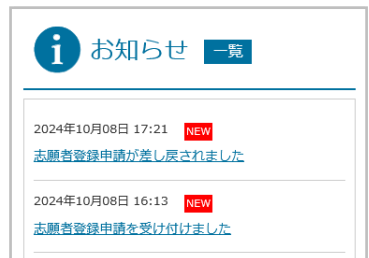 i お知らせ 一覧
2024年10月08日 17:21 NEW
志願者登録申請が差し戻されました
2024年10月08日 16:13 NEW
志願者登録申請を受け付けました